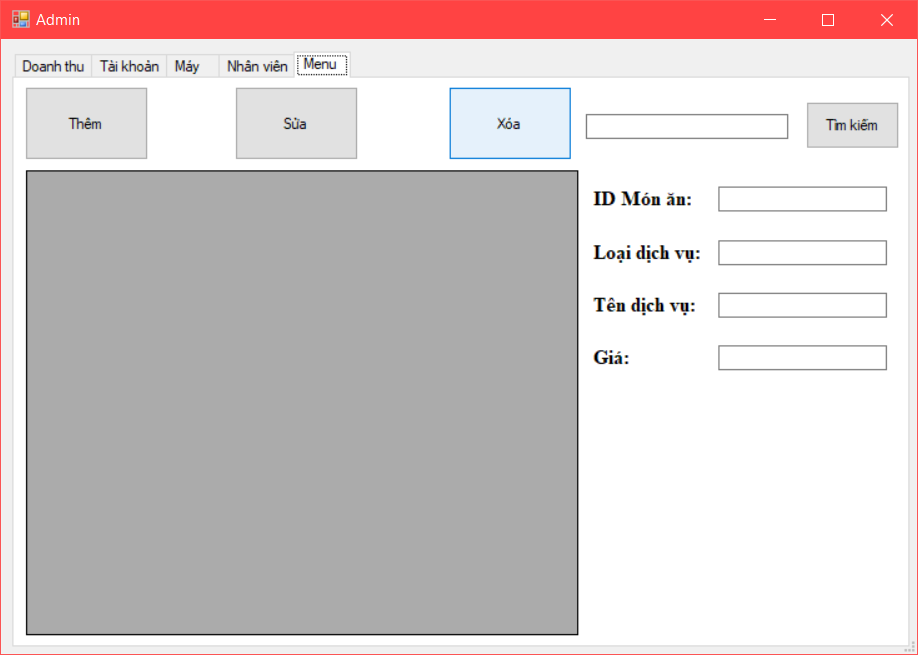 Admin
Doanh thu Tài khoản Máy Nhân viên Menu
Thêm Sửa Xóa Tìm kiếm
ID Món ăn:
Loại dịch vụ:
Tên dịch vụ:
Giá: